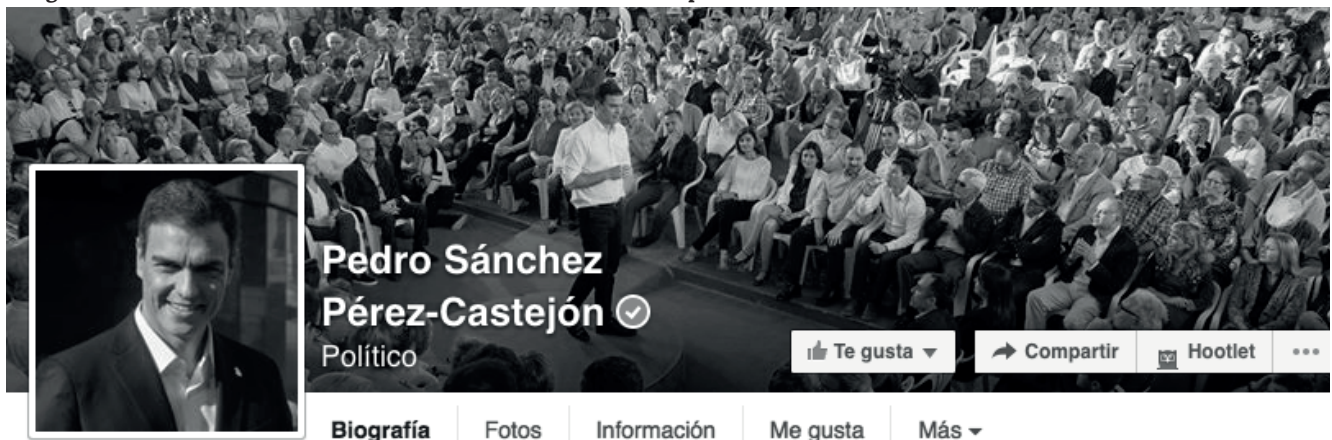 Pedro Sánchez
Pérez-Castejón
Político
Te gusta
Compartir
Hootlet
Biografía
Fotos
Información
Me gusta
Más